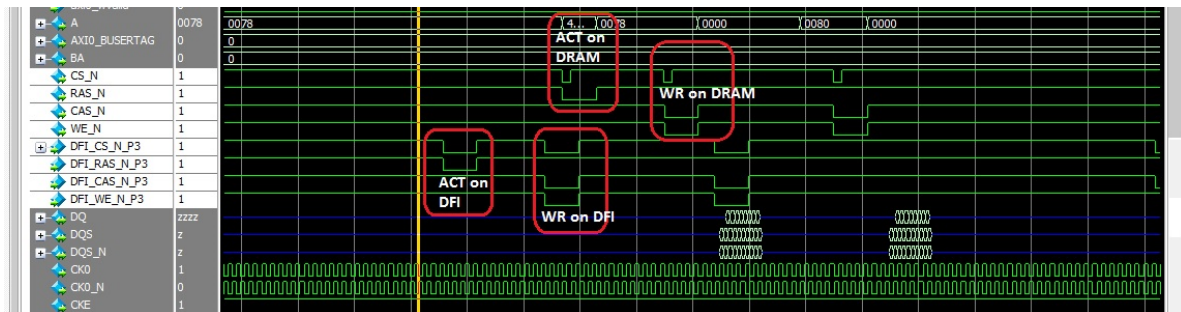 A 0078 0078 4... 0078 0000 0080 0000
AXI0_BUSERTAG 0 0
BA 0 0
CS_N 1
RAS_N 1
CAS_N 1
WE_N 1
DFI_CS_N_P3 1
DFI_RAS_N_P3 1
DFI_CAS_N_P3 1
DFI_WE_N_P3 1
DQ zzzz
DQS z
DQS_N z
CK0 1
CK0_N 0
CKE 1
ACT on
DRAM
WR on DRAM
ACT on
DFI
WR on DFI